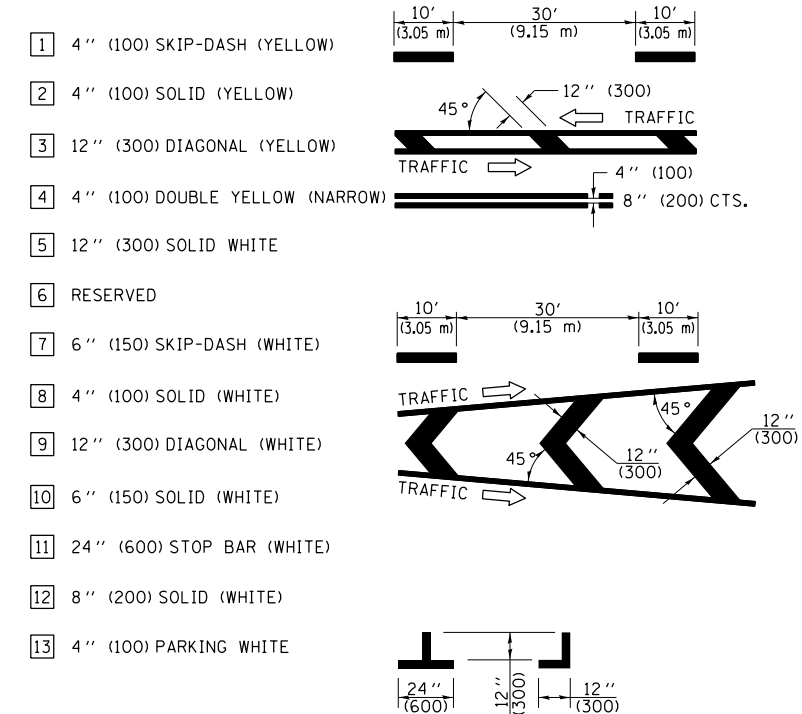 10' 30' 10'
(3.05 m) (9.15 m) (3.05 m)
1 4'' (100) SKIP-DASH (YELLOW)
2 4'' (100) SOLID (YELLOW)
45° 12'' (300)
TRAFFIC
3 12'' (300) DIAGONAL (YELLOW)
TRAFFIC
4'' (100)
4 4'' (100) DOUBLE YELLOW (NARROW) 8'' (200) CTS.
5 12'' (300) SOLID WHITE
6 RESERVED
10' 30' 10'
(3.05 m) (9.15 m) (3.05 m)
7 6'' (150) SKIP-DASH (WHITE)
8 4'' (100) SOLID (WHITE)
TRAFFIC
45°
12''
(300)
9 12'' (300) DIAGONAL (WHITE)
45°
12''
(300)
10 6'' (150) SOLID (WHITE)
TRAFFIC
11 24'' (600) STOP BAR (WHITE)
12 8'' (200) SOLID (WHITE)
13 4'' (100) PARKING WHITE
24''
(600)
12''
(300)
12''
(300)